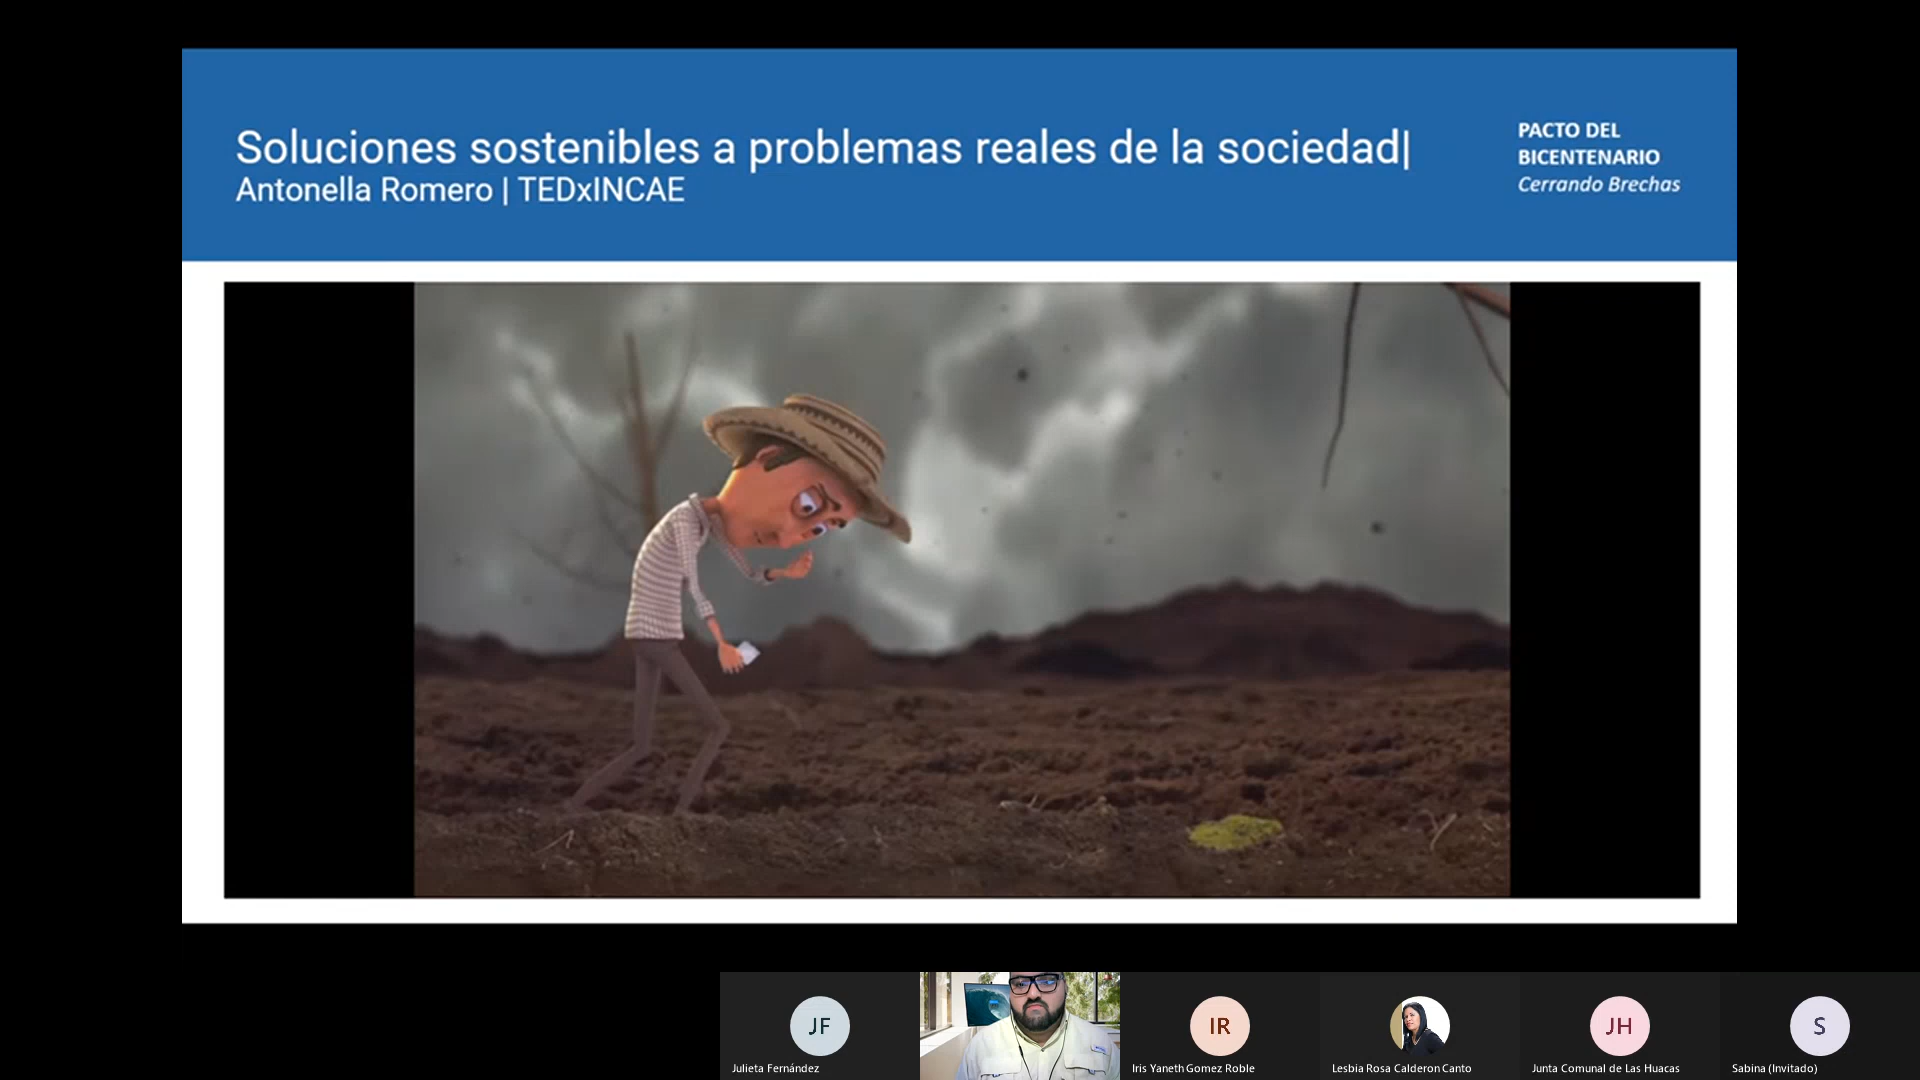 Soluciones sostenibles a problemas reales de la sociedad|
Antonella Romero | TEDxINCAE
PACTO DEL
BICENTENARIO
Cerrando Brechas
JF
Julieta Fernández
IR
Iris Yaneth Gomez Roble
Lesbia Rosa Calderon Canto
JH
Junta Comunal de Las Huacas
S
Sabina (Invitado)